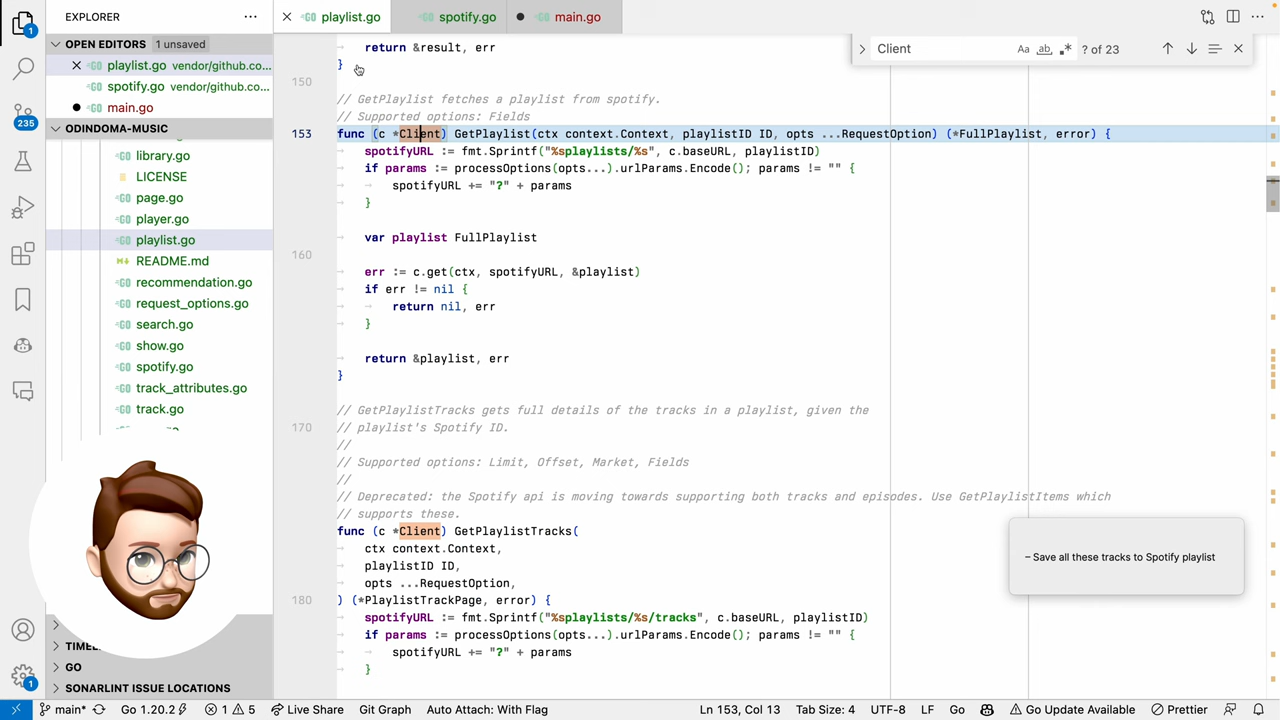 EXPLORER
playlist.go
spotify.go
main.go
OPEN EDITORS 1 unsaved
playlist.go vendor/github.co...
spotify.go vendor/github.co...
main.go
ODINDOMA-MUSIC
library.go
LICENSE
page.go
player.go
playlist.go
README.md
recommendation.go
request_options.go
search.go
show.go
spotify.go
track_attributes.go
track.go
TIMEL
GO
SONARLINT ISSUE LOCATIONS
1
235
1
Client
Aa ab .*
? of 23
return &result, err
150 }
// GetPlaylist fetches a playlist from spotify.
// Supported options: Fields
153 func (c *Client) GetPlaylist(ctx context.Context, playlistID ID, opts ...RequestOption) (*FullPlaylist, error) {
spotifyURL := fmt.Sprintf("%splaylists/%s", c.baseURL, playlistID)
if params := processOptions(opts...).urlParams.Encode(); params != "" {
spotifyURL += "?" + params
}
var playlist FullPlaylist
160
err := c.get(ctx, spotifyURL, &playlist)
if err != nil {
return nil, err
}
return &playlist, err
}
// GetPlaylistTracks gets full details of the tracks in a playlist, given the
170 // playlist's Spotify ID.
//
// Supported options: Limit, Offset, Market, Fields
//
// Deprecated: the Spotify api is moving towards supporting both tracks and episodes. Use GetPlaylistItems which
// supports these.
func (c *Client) GetPlaylistTracks(
ctx context.Context,
playlistID ID,
opts ...RequestOption,
180 ) (*PlaylistTrackPage, error) {
spotifyURL := fmt.Sprintf("%splaylists/%s/tracks", c.baseURL, playlistID)
if params := processOptions(opts...).urlParams.Encode(); params != "" {
spotifyURL += "?" + params
}
– Save all these tracks to Spotify playlist
main* Go 1.20.2 1 5 Live Share Git Graph Auto Attach: With Flag Ln 153, Col 13 Tab Size: 4 UTF-8 LF Go Go Update Available Prettier